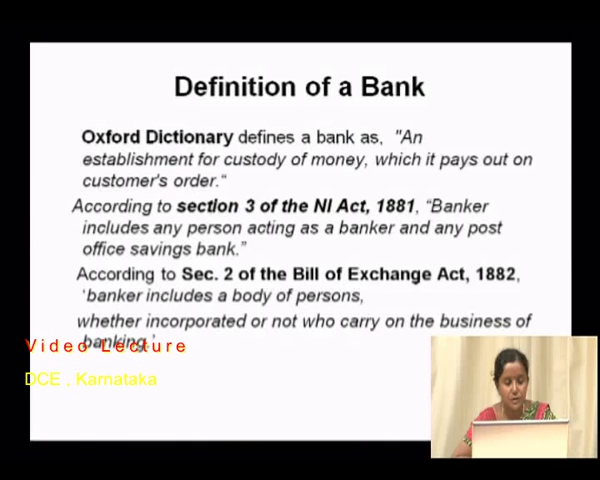 Definition of a Bank
Oxford Dictionary defines a bank as, "An
establishment for custody of money, which it pays out on
customer's order."
According to section 3 of the NI Act, 1881, "Banker
includes any person acting as a banker and any post
office savings bank."
According to Sec. 2 of the Bill of Exchange Act, 1882,
'banker includes a body of persons,
whether incorporated or not who carry on the business of
banking.'
Video Lecture
DCE , Karnataka